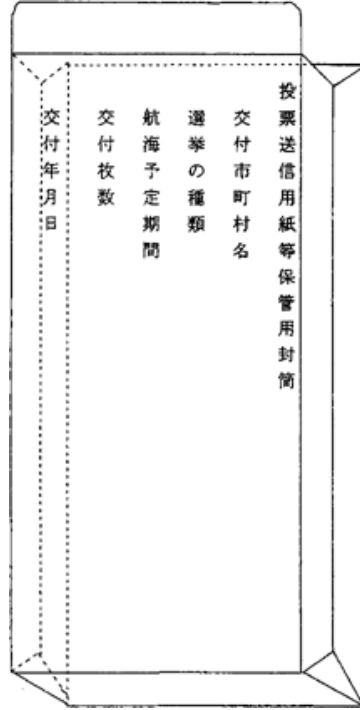 投票送信用紙等保管用封筒
交付市町村名
選挙の種類
航海予定期間
交付枚数
交付年月日